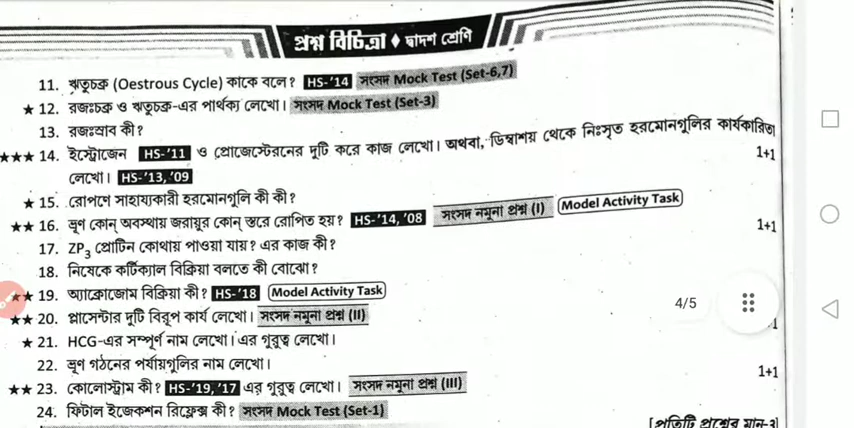 প্রশ্ন বিচিত্রা ♦ দ্বাদশ শ্রেণি
11. ঋতুচক্র (Oestrous Cycle) কাকে বলে? HS-'14 সংসদ Mock Test (Set-6,7)
★ 12. রজঃচক্র ও ঋতুচক্র-এর পার্থক্য লেখো। সংসদ Mock Test (Set-3)
13. রজঃস্রাব কী?
★★★ 14. ইস্ট্রোজেন HS-'11 ও প্রোজেস্টেরনের দুটি করে কাজ লেখো। অথবা, ডিম্বাশয় থেকে নিঃসৃত হরমোনগুলির কার্যকারিতা
লেখো। HS-'13,'09 1+1
★ 15. রোপণে সাহায্যকারী হরমোনগুলি কী কী?
★★ 16. ভ্রূণ কোন্ অবস্থায় জরায়ুর কোন্ স্তরে রোপিত হয়? HS-'14, '08 সংসদ নমুনা প্রশ্ন (I) Model Activity Task 1+1
17. ZP3 প্রোটিন কোথায় পাওয়া যায়? এর কাজ কী?
18. নিষেকে কর্টিক্যাল বিক্রিয়া বলতে কী বোঝো?
★★ 19. অ্যাক্রোজোম বিক্রিয়া কী? HS-'18 Model Activity Task
4/5
★★ 20. প্লাসেন্টার দুটি বিরূপ কার্য লেখো। সংসদ নমুনা প্রশ্ন (II) 1
★ 21. HCG-এর সম্পূর্ণ নাম লেখো। এর গুরুত্ব লেখো।
22. ভ্রূণ গঠনের পর্যায়গুলির নাম লেখো।
★★ 23. কোলোস্ট্রাম কী? HS-'19,'17 এর গুরুত্ব লেখো। সংসদ নমুনা প্রশ্ন (III) 1+1
24. ফিটাল ইজেকশন রিফ্লেক্স কী? সংসদ Mock Test (Set-1)
[প্রতিটি প্রশ্নের মান-3]